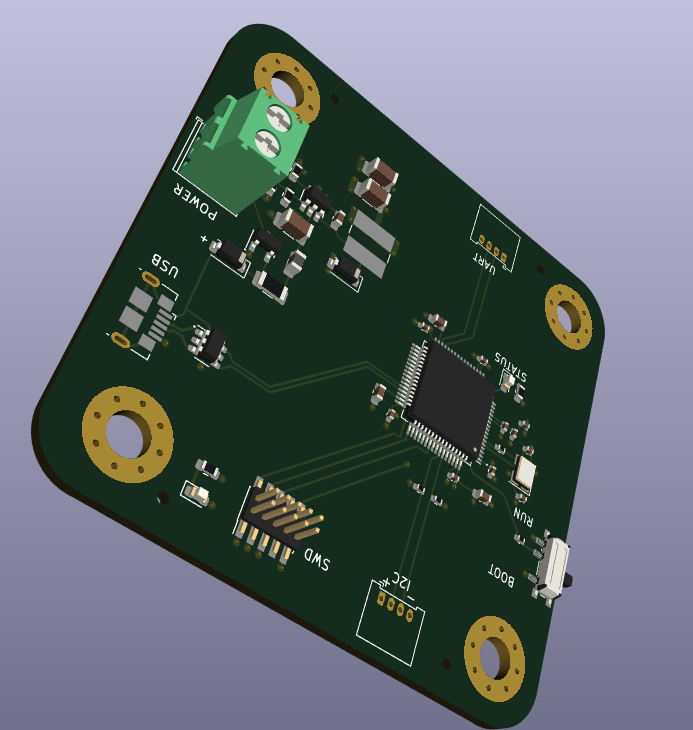 POWER
+
USB
-
-
UART
STATUS
RUN
BOOT
SWD
I2C
+
-